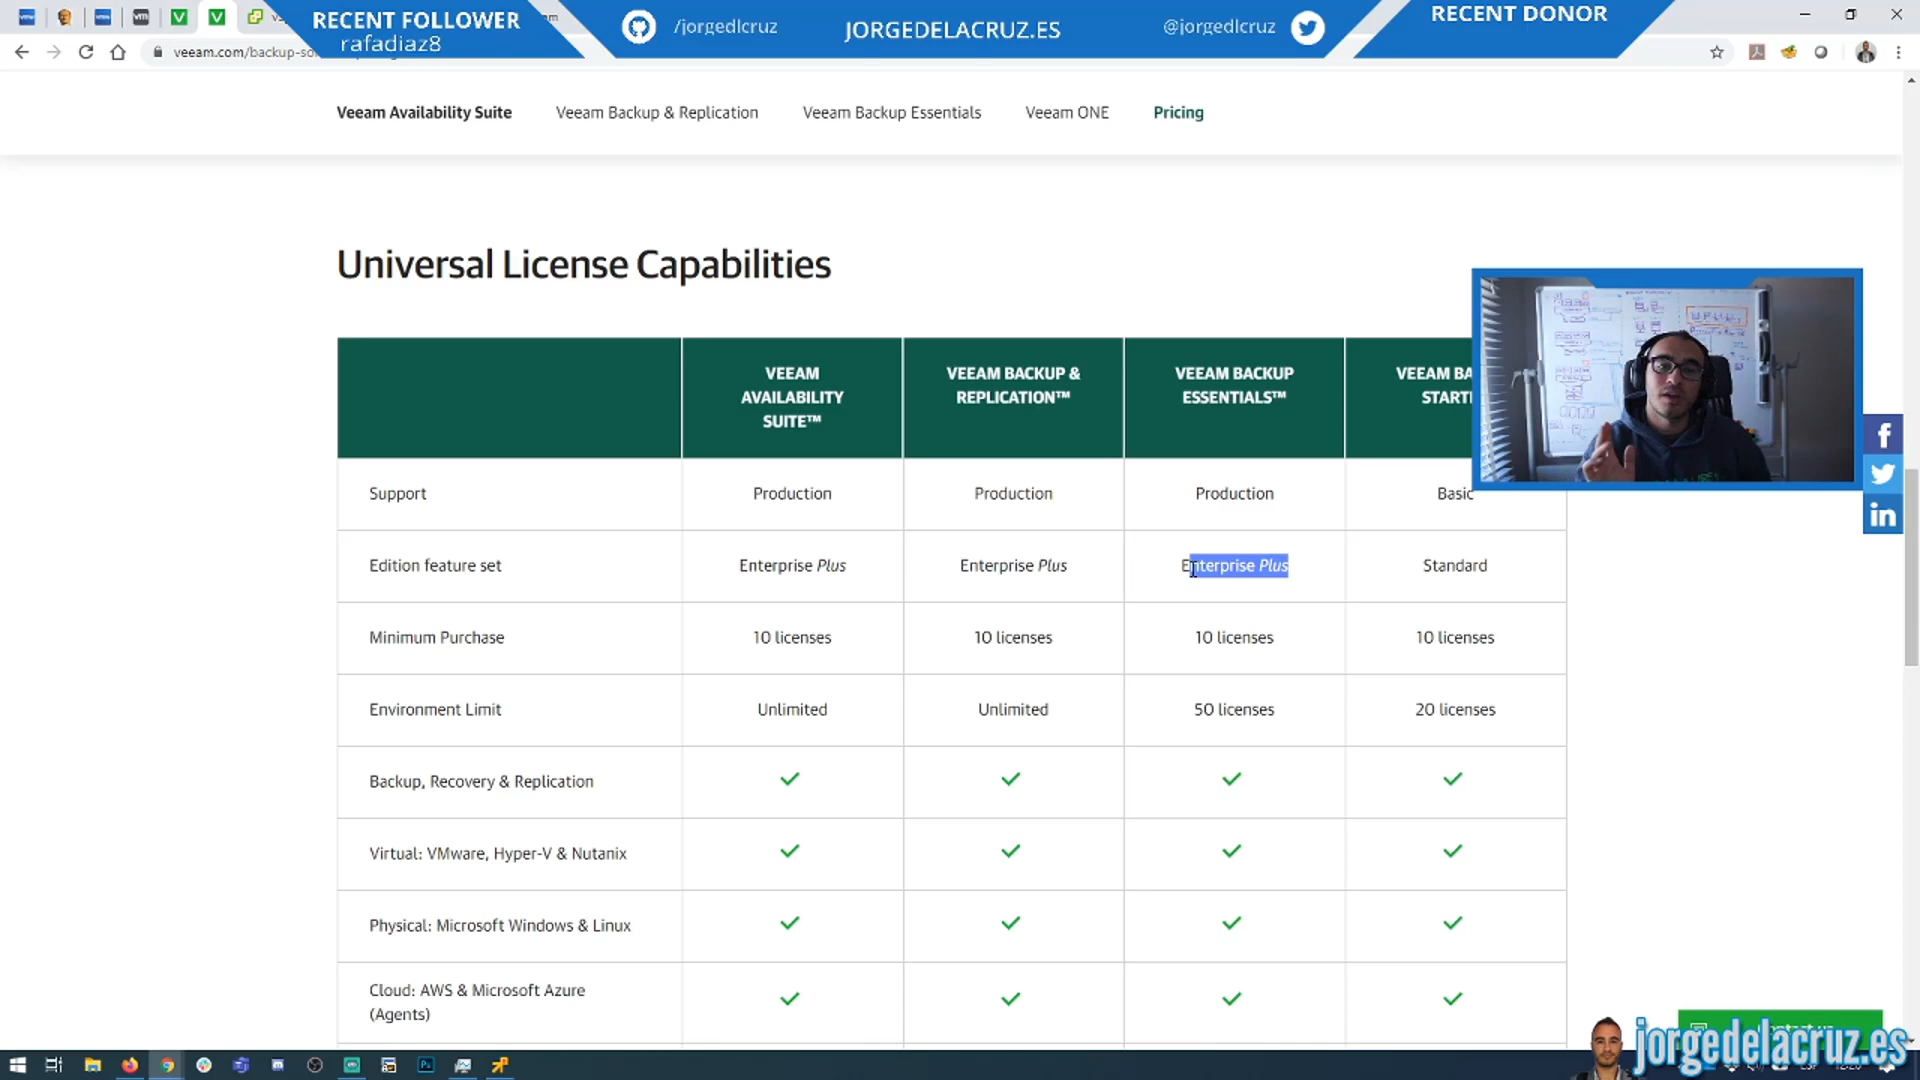 RECENT FOLLOWER
rafadiaz8
/jorgedlcruz
JORGEDELACRUZ.ES
@jorgedlcruz
RECENT DONOR
veeam.com/backup-so
Veeam Availability Suite
Veeam Backup & Replication
Veeam Backup Essentials
Veeam ONE
Pricing
Universal License Capabilities
VEEAM
AVAILABILITY
SUITE™
VEEAM BACKUP &
REPLICATION™
VEEAM BACKUP
ESSENTIALS™
VEEAM BA
START
Support
Production
Production
Production
Basic
Edition feature set
Enterprise Plus
Enterprise Plus
Enterprise Plus
Standard
Minimum Purchase
10 licenses
10 licenses
10 licenses
10 licenses
Environment Limit
Unlimited
Unlimited
50 licenses
20 licenses
Backup, Recovery & Replication
Virtual: VMware, Hyper-V & Nutanix
Physical: Microsoft Windows & Linux
Cloud: AWS & Microsoft Azure
(Agents)
jorgedelacruz.es